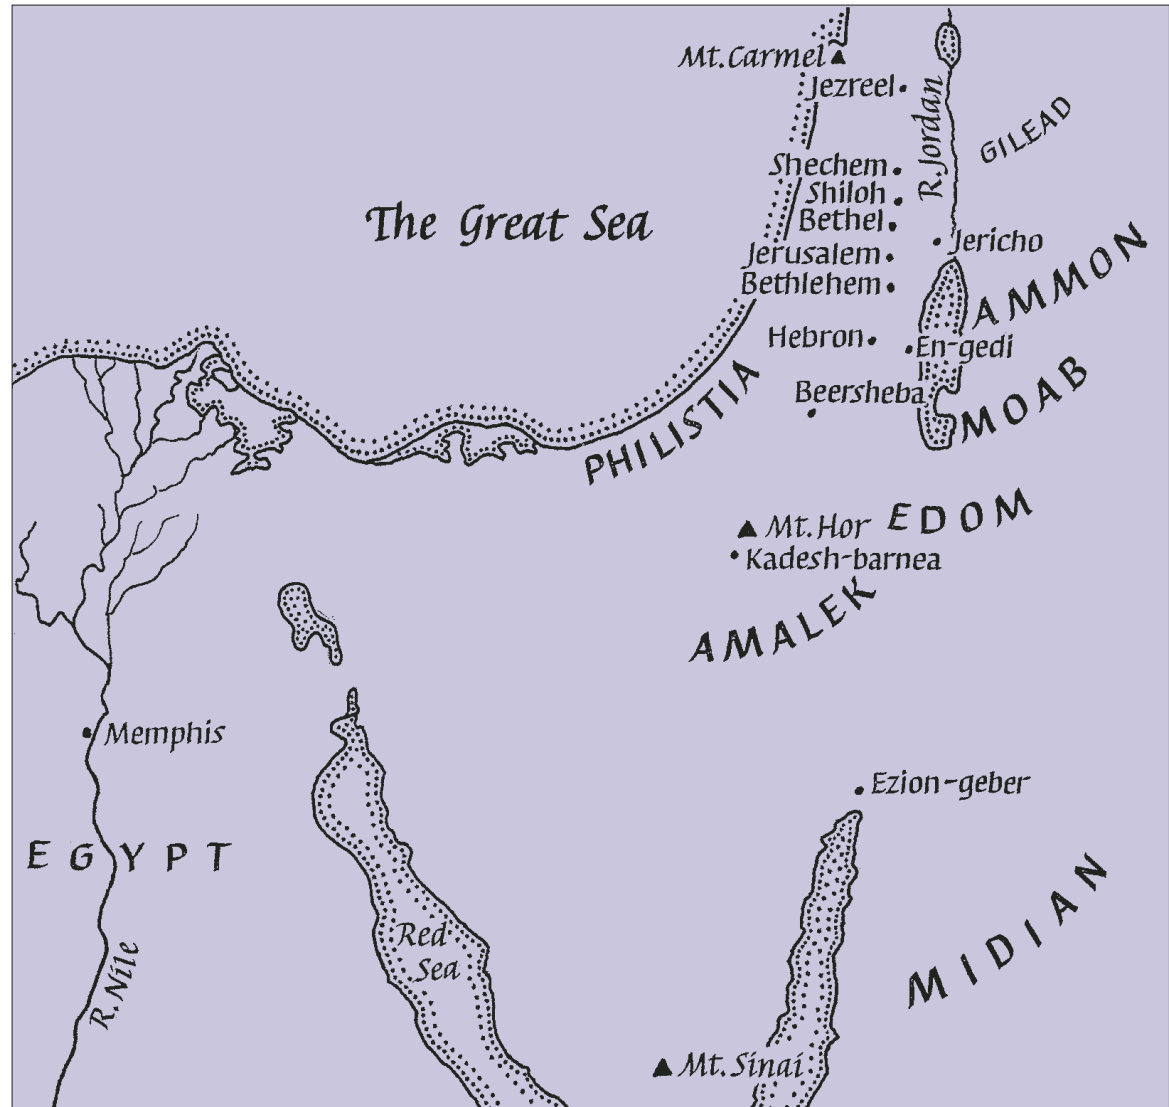 Mt. Carmel
Jezreel
R. Jordan
GILEAD
Shechem
Shiloh
The Great Sea
Bethel
Jericho
Jerusalem
Bethlehem
AMMON
Hebron
En-gedi
Beersheba
MOAB
PHILISTIA
EDOM
Mt. Hor
Kadesh-barnea
AMALEK
Memphis
Ezion-geber
EGYPT
Red
Sea
MIDIAN
R. Nile
Mt. Sinai